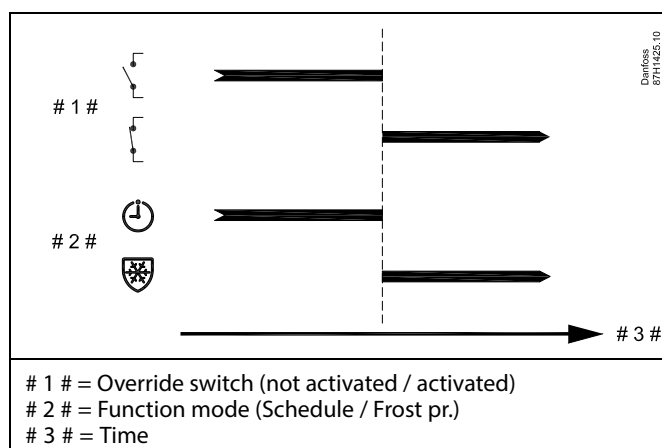 Danfoss
87H1425.10
# 1 #
# 2 #
# 3 #
# 1 # = Override switch (not activated / activated)
# 2 # = Function mode (Schedule / Frost pr.)
# 3 # = Time